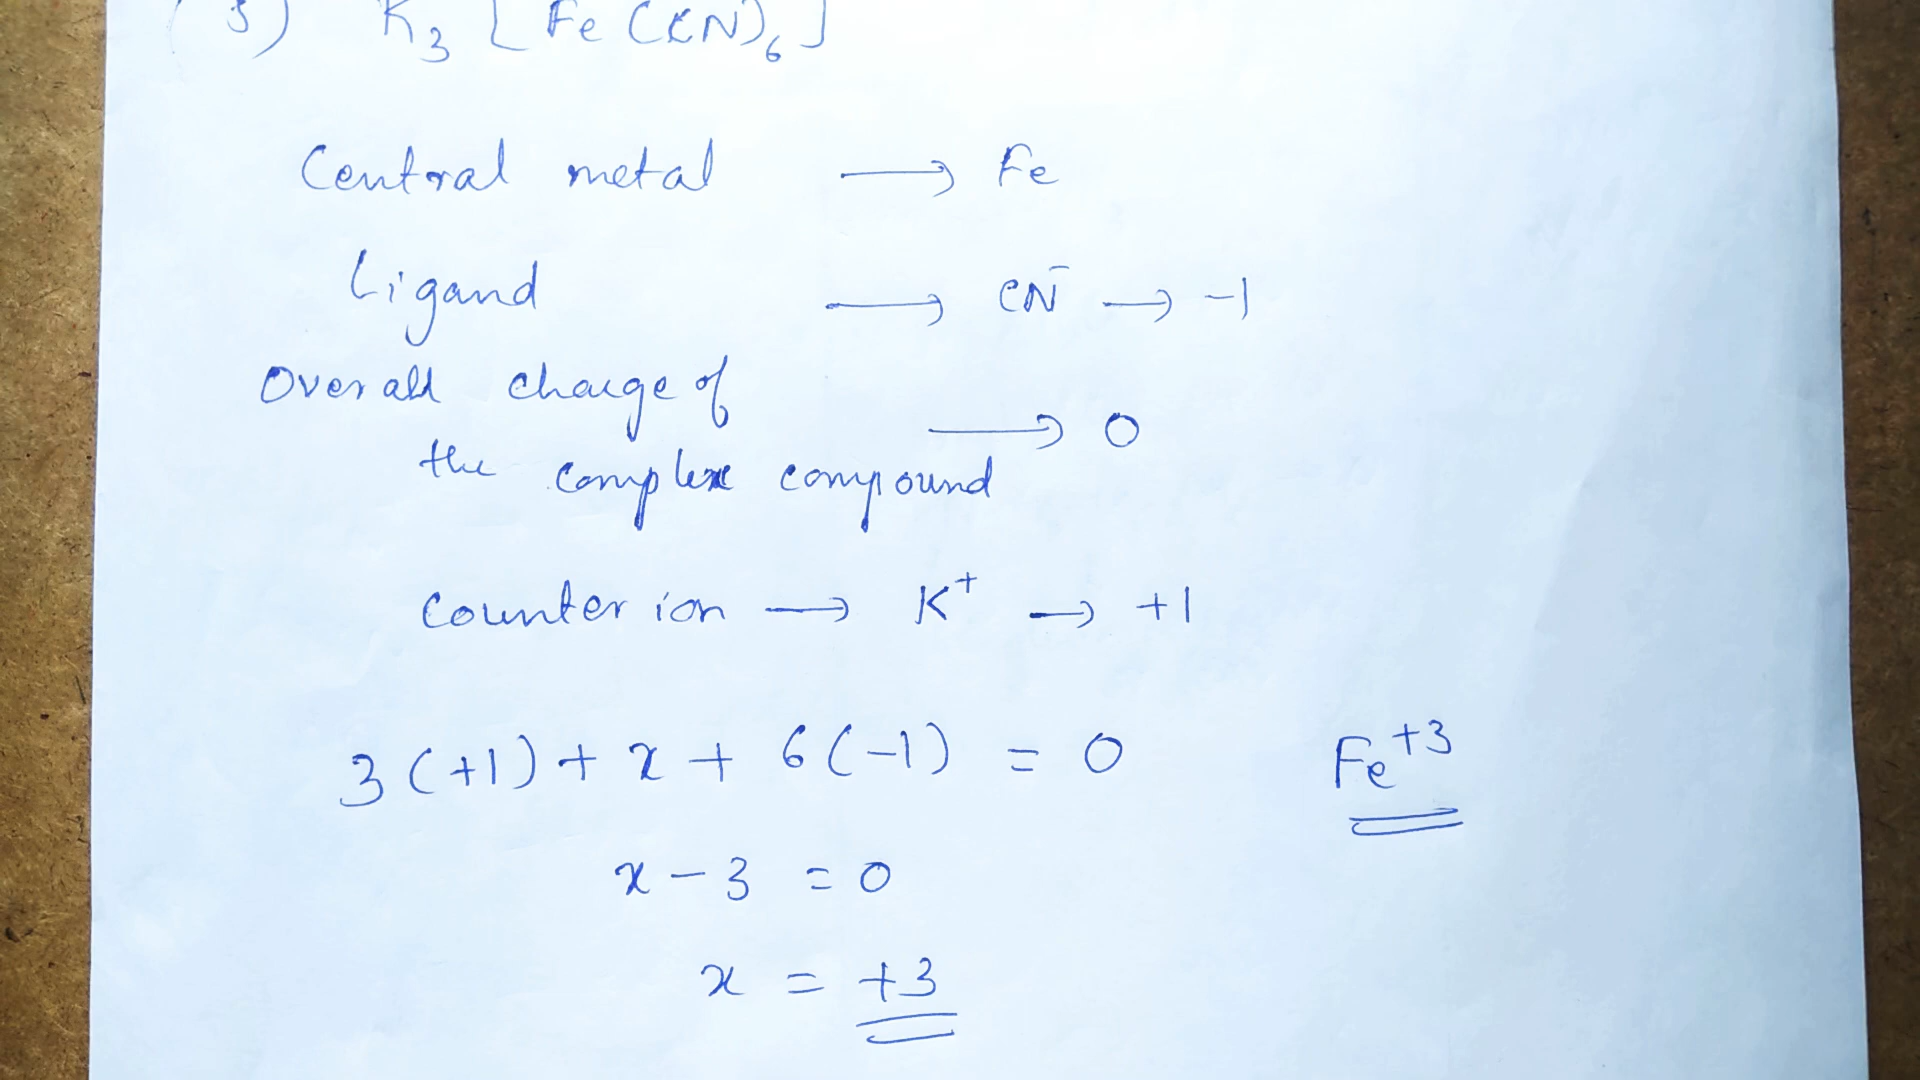 (3) K3 [Fe(CN)6]
Central metal → Fe
Ligand → CN⁻ → -1
Overall charge of
the complex compound → 0
Counter ion → K⁺ → +1
3(+1) + x + 6(-1) = 0
Fe⁺³
x - 3 = 0
x = +3